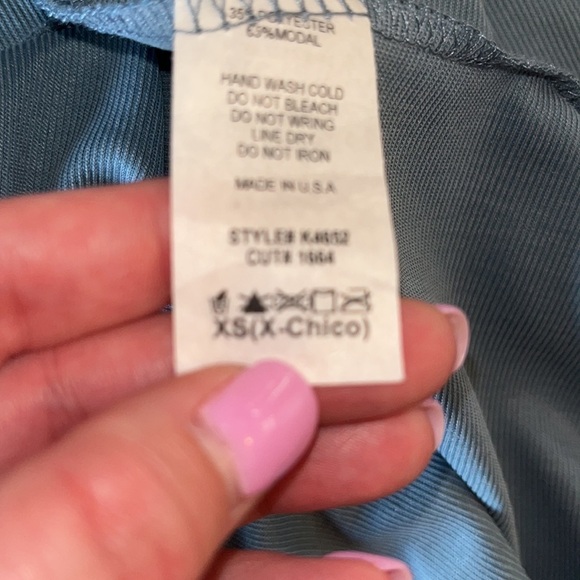 35% POLYESTER
63%MODAL
HAND WASH COLD
DO NOT BLEACH
DO NOT WRING
LINE DRY
DO NOT IRON
MADE IN U.S.A
STYLE# K4652
CUT# 1664
XS(X-Chico)